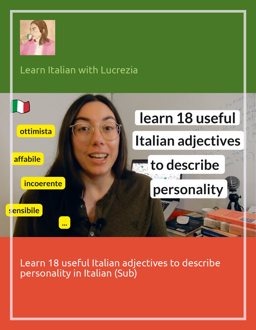 Learn Italian with Lucrezia
learn 18 useful
Italian adjectives
to describe
personality
ottimista
affabile
incoerente
sensibile
...
Learn 18 useful Italian adjectives to describe
personality in Italian (Sub)